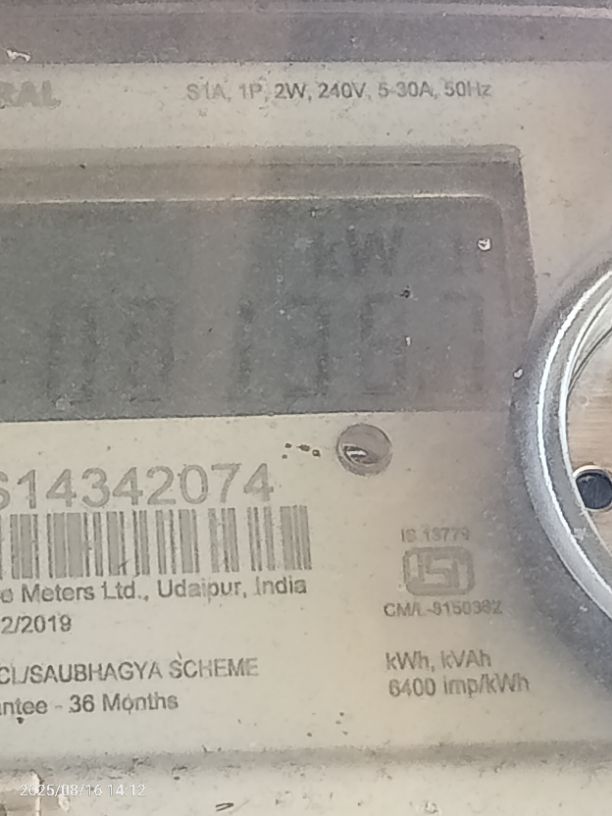 RAL
S1A, 1P, 2W, 240V, 5-30A, 50Hz
kW h
S14342074
e Meters Ltd., Udaipur, India
2/2019
IS 13779
ISI
CM/L-
CL/SAUBHAGYA SCHEME
ntee - 36 Months
kWh, kVAh
6400 imp/kWh
2025/08/16 14:12